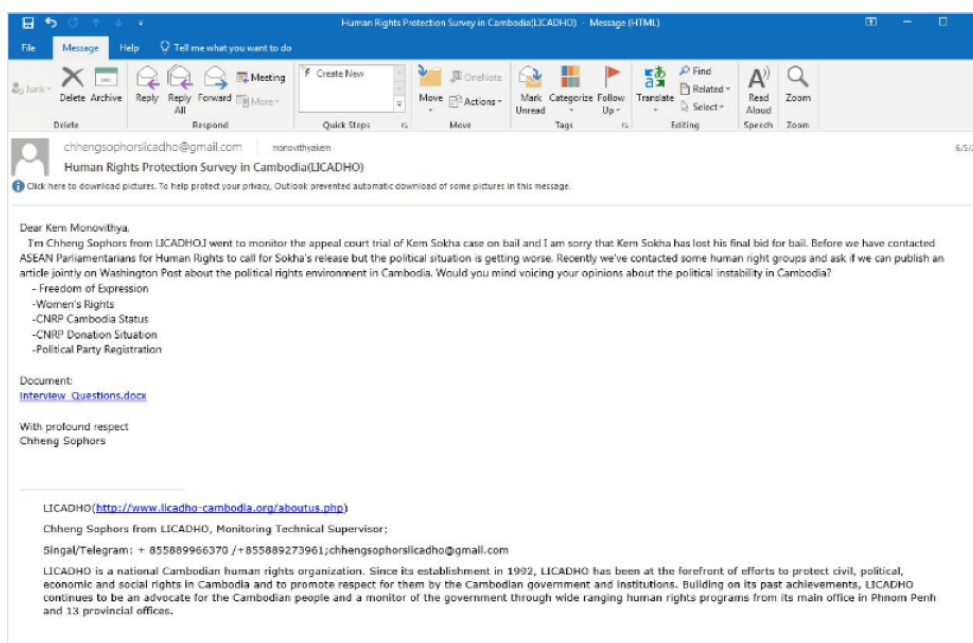 Human Rights Protection Survey in Cambodia(LICADHO) - Message (HTML)
File Message Help Tell me what you want to do
Junk
Delete Archive
Reply Reply All Forward
Meeting
More
Create New
Move
OneNote
Actions
Mark Unread
Categorize
Follow Up
Translate
Find
Related
Select
Read Aloud
Zoom
Delete Respond Quick Steps Move Tags Editing Speech Zoom
chhengsophorslicadho@gmail.com monovithyakem
6/5/2
Human Rights Protection Survey in Cambodia(LICADHO)
Click here to download pictures. To help protect your privacy, Outlook prevented automatic download of some pictures in this message.
Dear Kem Monovithya,
I'm Chheng Sophors from LICADHO.I went to monitor the appeal court trial of Kem Sokha case on bail and I am sorry that Kem Sokha has lost his final bid for bail. Before we have contacted
ASEAN Parliamentarians for Human Rights to call for Sokha's release but the political situation is getting worse. Recently we've contacted some human right groups and ask if we can publish an
article jointly on Washington Post about the political rights environment in Cambodia. Would you mind voicing your opinions about the political instability in Cambodia?
- Freedom of Expression
-Women's Rights
-CNRP Cambodia Status
-CNRP Donation Situation
-Political Party Registration
Document:
Interview_Questions.docx
With profound respect
Chheng Sophors
LICADHO(http://www.licadho-cambodia.org/aboutus.php)
Chheng Sophors from LICADHO, Monitoring Technical Supervisor;
Singal/Telegram: + 855889966370 /+855889273961;chhengsophorslicadho@gmail.com
LICADHO is a national Cambodian human rights organization. Since its establishment in 1992, LICADHO has been at the forefront of efforts to protect civil, political,
economic and social rights in Cambodia and to promote respect for them by the Cambodian government and institutions. Building on its past achievements, LICADHO
continues to be an advocate for the Cambodian people and a monitor of the government through wide ranging human rights programs from its main office in Phnom Penh
and 13 provincial offices.